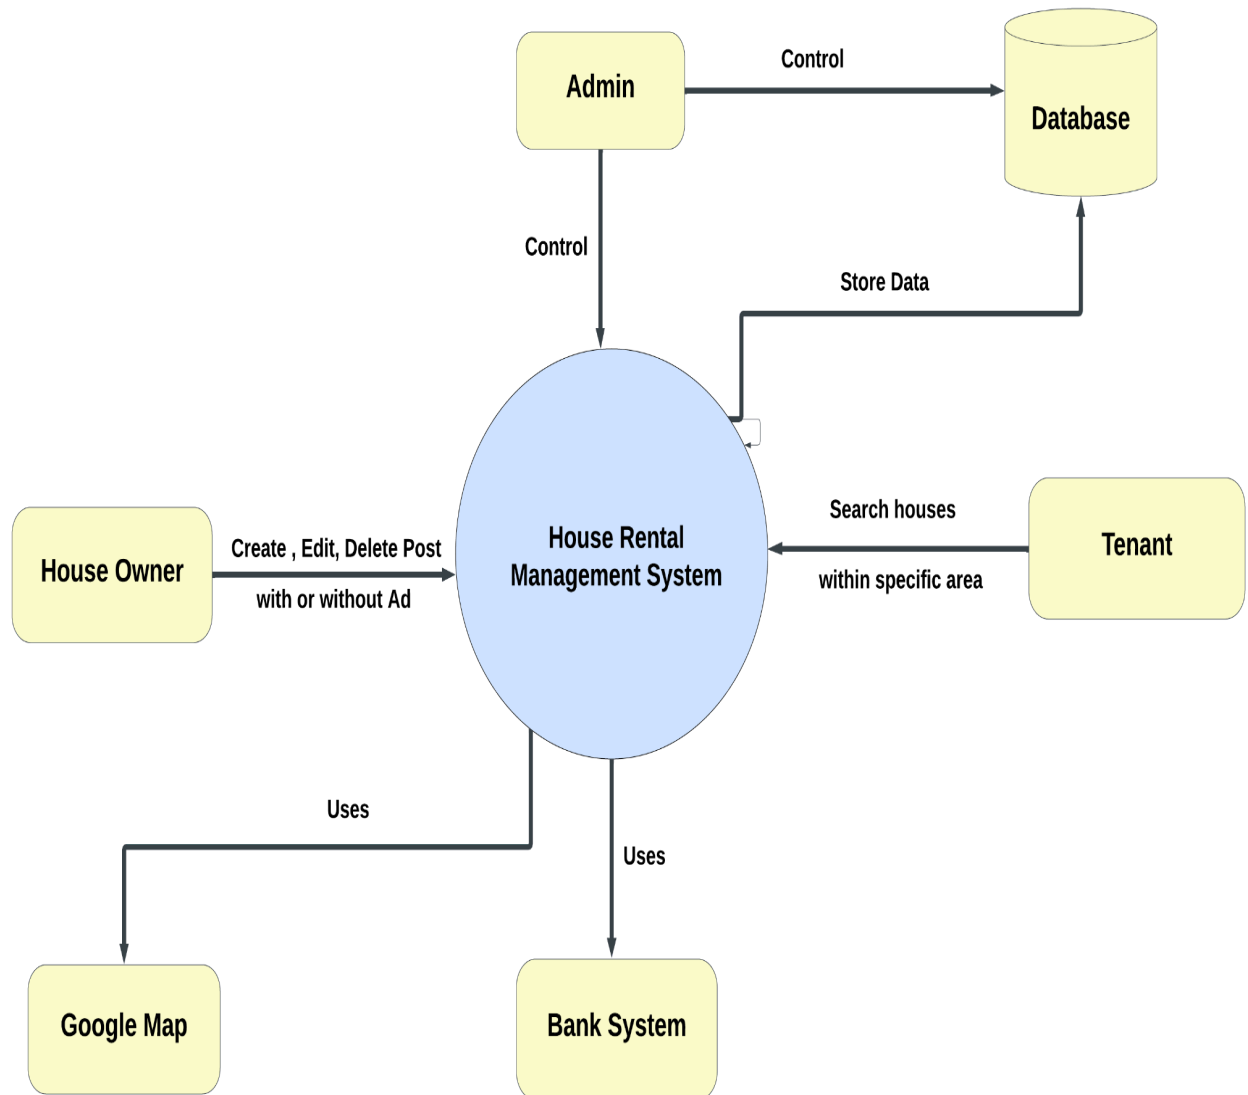 Admin
Control
Database
Control
Store Data
House Owner
Create , Edit, Delete Post
with or without Ad
House Rental
Management System
Search houses
within specific area
Tenant
Uses
Uses
Google Map
Bank System